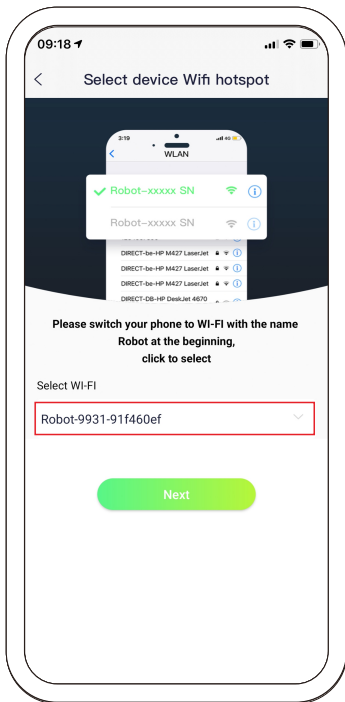 09:18
Select device Wifi hotspot
3:19
4G
WLAN
Robot-xxxxx SN
Robot-xxxxx SN
DIRECT-be-HP M427 LaserJet
DIRECT-be-HP M427 LaserJet
DIRECT-be-HP M427 LaserJet
DIRECT-DB-HP DeskJet 4670
Please switch your phone to WI-FI with the name
Robot at the beginning,
click to select
Select WI-FI
Robot-9931-91f460ef
Next